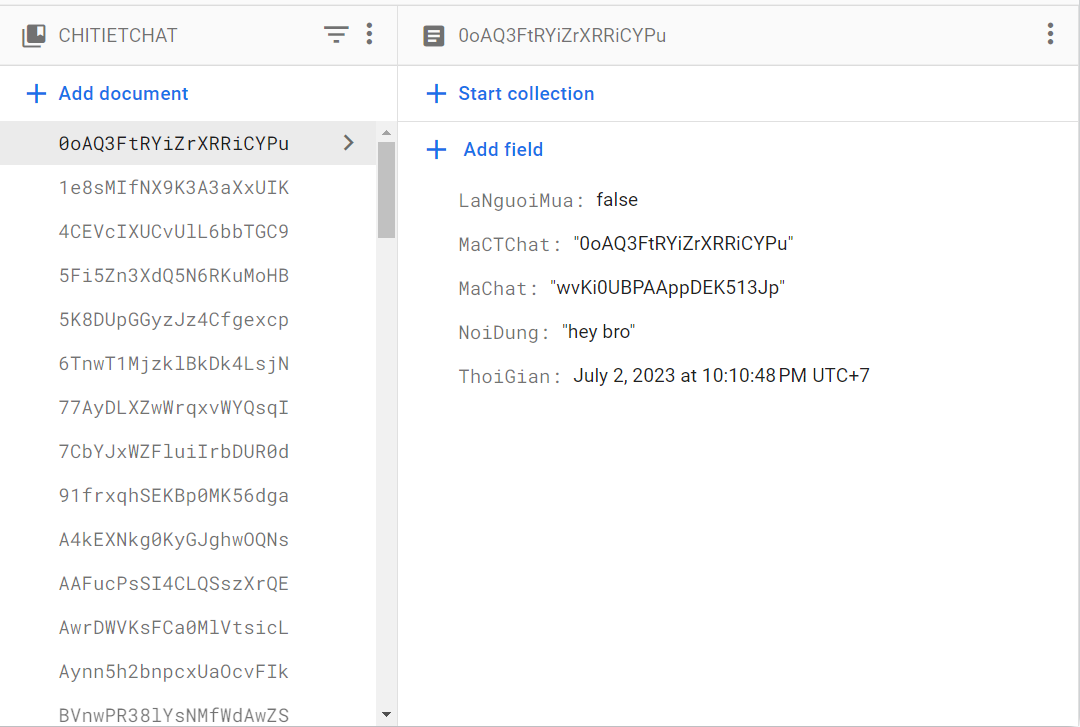 CHITIETCHAT
Add document
0oAQ3FtRYiZrXRRiCYPu
1e8sMIfNX9K3A3aXxUIK
4CEVcIXUCvUlL6bbTGC9
5Fi5Zn3XdQ5N6RKuMoHB
5K8DUpGGyzJz4Cfgexcp
6TnwT1MjzklBkDk4LsjN
77AyDLXZwWrqxvWYQsqI
7CbYJxWZFluiIrbDUR0d
91frxqhSEKBp0MK56dga
A4kEXNkg0KyGJghwOQNs
AAFucPsSI4CLQSszXrQE
AwrDWVKsFCa0MlVtsicL
Aynn5h2bnpcxUaOcvFIk
BVnwPR38lYsNMfWdAwZS
0oAQ3FtRYiZrXRRiCYPu
Start collection
Add field
LaNguoiMua: false
MaCTChat: "0oAQ3FtRYiZrXRRiCYPu"
MaChat: "wvKi0UBPAAppDEK513Jp"
NoiDung: "hey bro"
ThoiGian: July 2, 2023 at 10:10:48 PM UTC+7